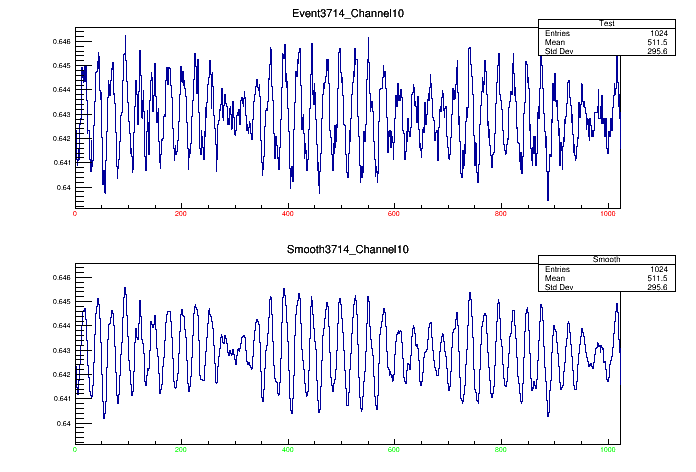 Event3714_Channel10
Test
Entries 1024
Mean 511.5
Std Dev 295.6
0.646
0.645
0.644
0.643
0.642
0.641
0.64
0 200 400 600 800 1000
Smooth3714_Channel10
Smooth
Entries 1024
Mean 511.5
Std Dev 295.6
0.646
0.645
0.644
0.643
0.642
0.641
0.64
0 200 400 600 800 1000